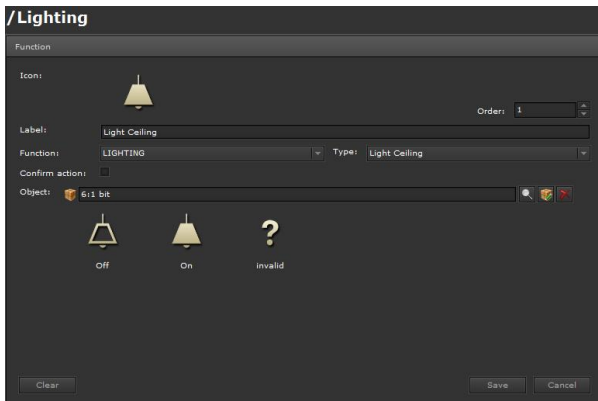 /Lighting
Function
Icon:
Order: 1
Label: Light Ceiling
Function: LIGHTING Type: Light Ceiling
Confirm action:
Object: 6:1 bit
?
Off On invalid
Clear Save Cancel